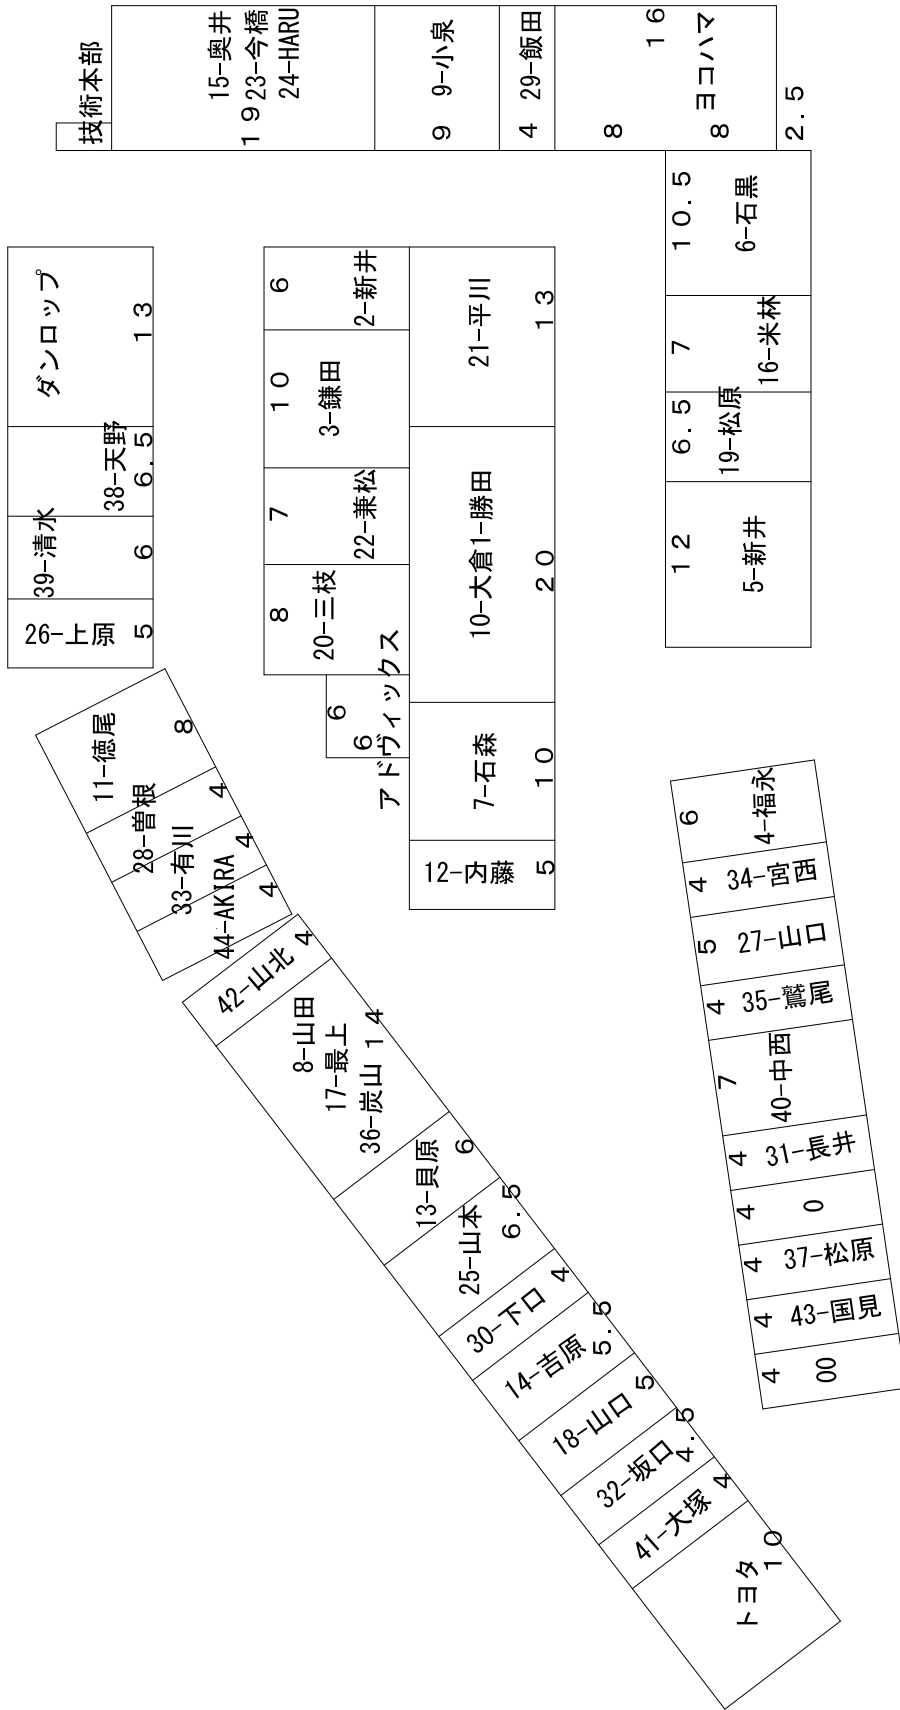 技術本部
15-奥井
23-今橋
24-HARU
19
9-小泉
9
29-飯田
4
16
ヨコハマ
8
8
2.5
10.5
6-石黒
7
16-米林
6.5
19-松原
12
5-新井
ダンロップ
13
38-天野
6.5
39-清水
6
26-上原
5
6
2-新井
10
3-鎌田
7
22-兼松
8
20-三枝
6
6
アドヴィックス
21-平川
13
10-大倉1-勝田
20
7-石森
10
12-内藤
5
11-徳尾
8
28-曽根
4
33-有川
4
44-AKIRA
4
42-山北
4
8-山田
17-最上
36-炭山
14
13-貝原
6
25-山本
6.5
30-下口
4
14-吉原
5.5
18-山口
5
32-坂口
4.5
41-大塚
4
トヨタ
10
6
4-福永
4
34-宮西
5
27-山口
4
35-鷲尾
7
40-中西
4
31-長井
4
0
4
37-松原
4
43-国見
4
00